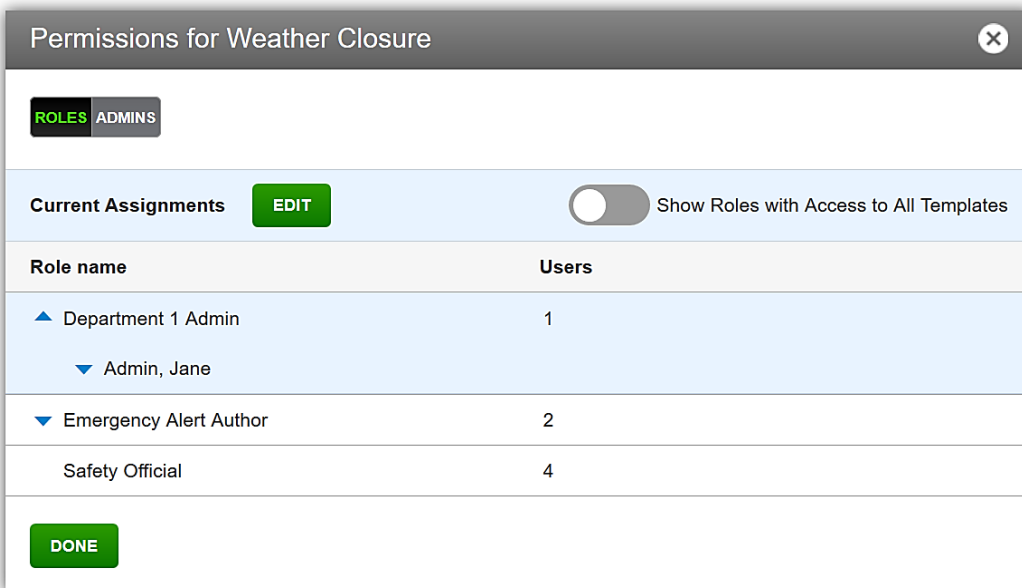 Permissions for Weather Closure
ROLES ADMINS
Current Assignments EDIT Show Roles with Access to All Templates
Role name Users
Department 1 Admin 1
Admin, Jane
Emergency Alert Author 2
Safety Official 4
DONE